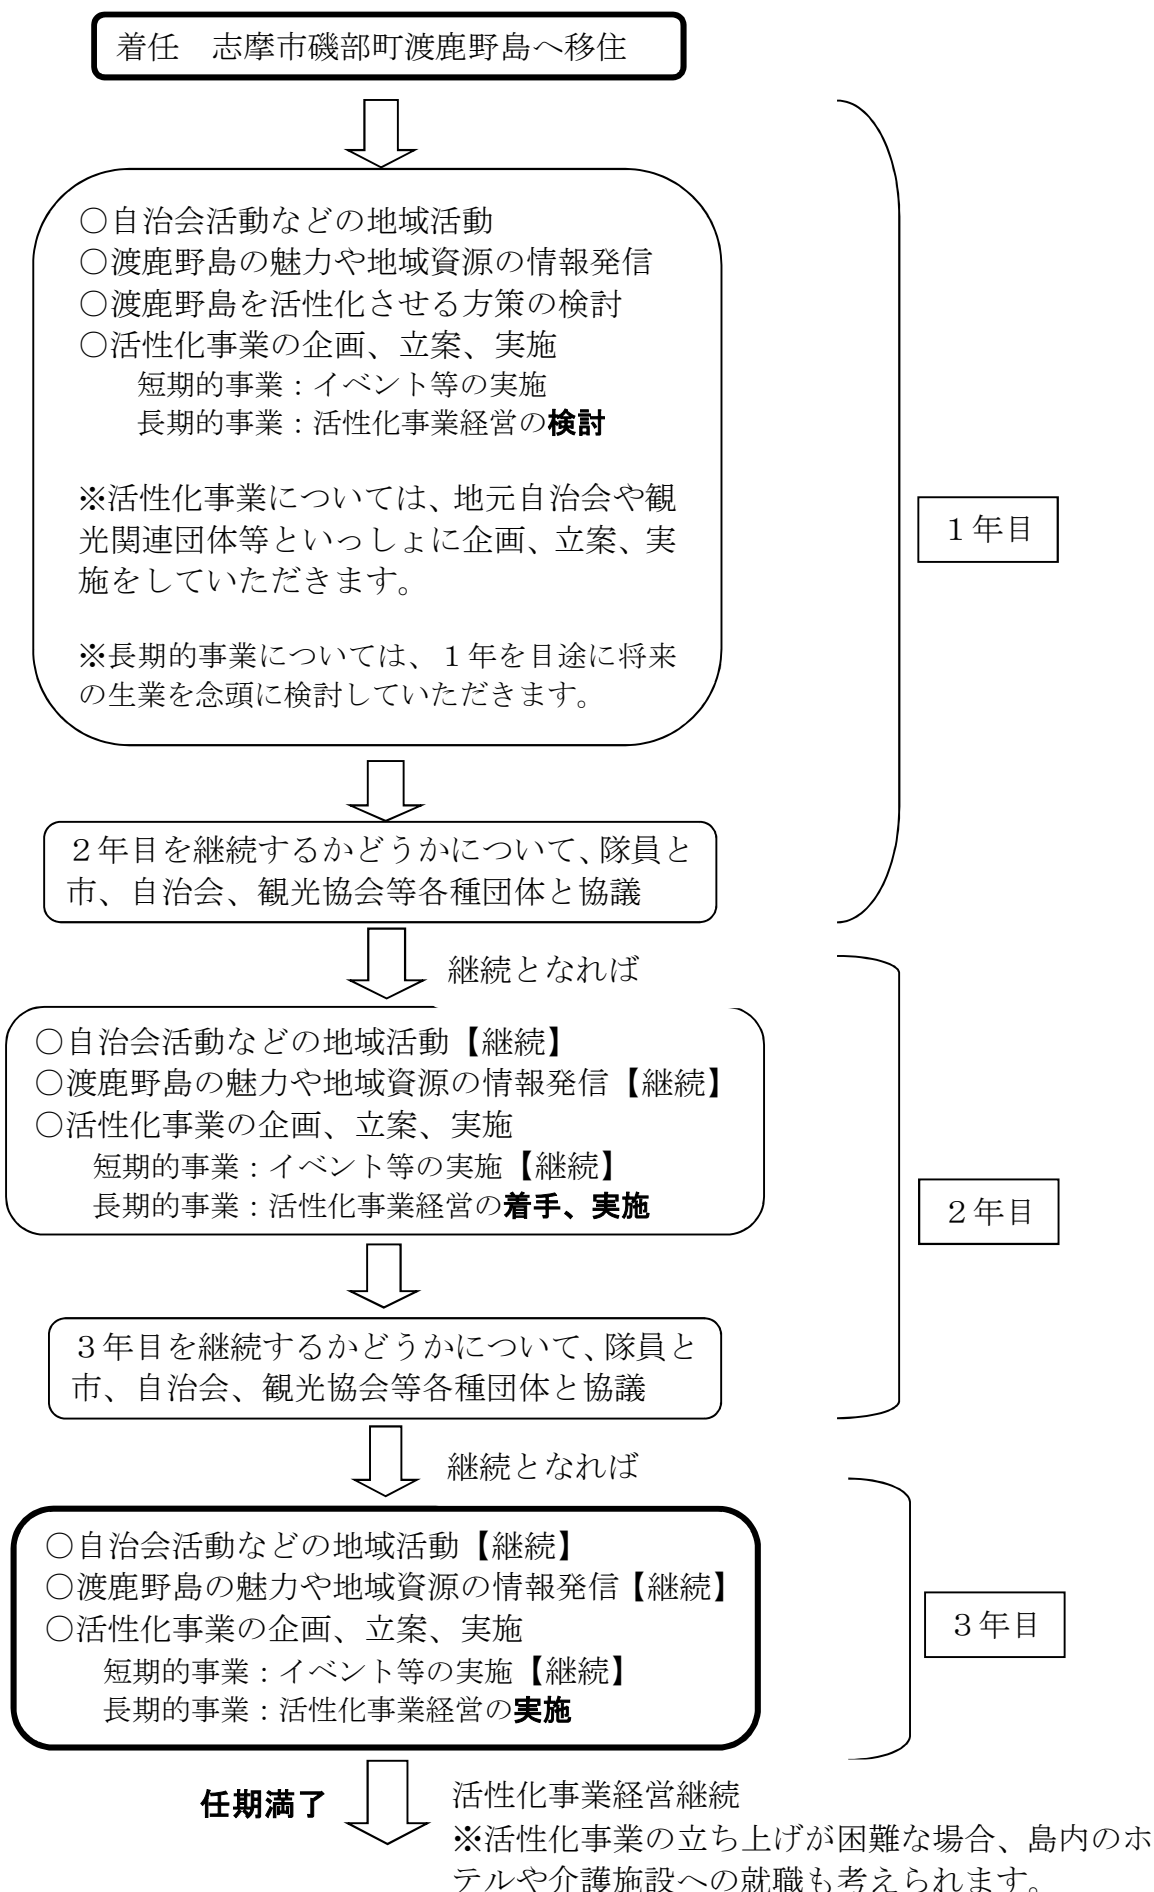 着任　志摩市磯部町渡鹿野島へ移住
○自治会活動などの地域活動
○渡鹿野島の魅力や地域資源の情報発信
○渡鹿野島を活性化させる方策の検討
○活性化事業の企画、立案、実施
短期的事業：イベント等の実施
長期的事業：活性化事業経営の検討
※活性化事業については、地元自治会や観
光関連団体等といっしょに企画、立案、実
施をしていただきます。
※長期的事業については、１年を目途に将来
の生業を念頭に検討していただきます。
１年目
２年目を継続するかどうかについて、隊員と
市、自治会、観光協会等各種団体と協議
継続となれば
○自治会活動などの地域活動【継続】
○渡鹿野島の魅力や地域資源の情報発信【継続】
○活性化事業の企画、立案、実施
短期的事業：イベント等の実施【継続】
長期的事業：活性化事業経営の着手、実施
２年目
３年目を継続するかどうかについて、隊員と
市、自治会、観光協会等各種団体と協議
継続となれば
○自治会活動などの地域活動【継続】
○渡鹿野島の魅力や地域資源の情報発信【継続】
○活性化事業の企画、立案、実施
短期的事業：イベント等の実施【継続】
長期的事業：活性化事業経営の実施
３年目
任期満了
活性化事業経営継続
※活性化事業の立ち上げが困難な場合、島内のホ
テルや介護施設への就職も考えられます。